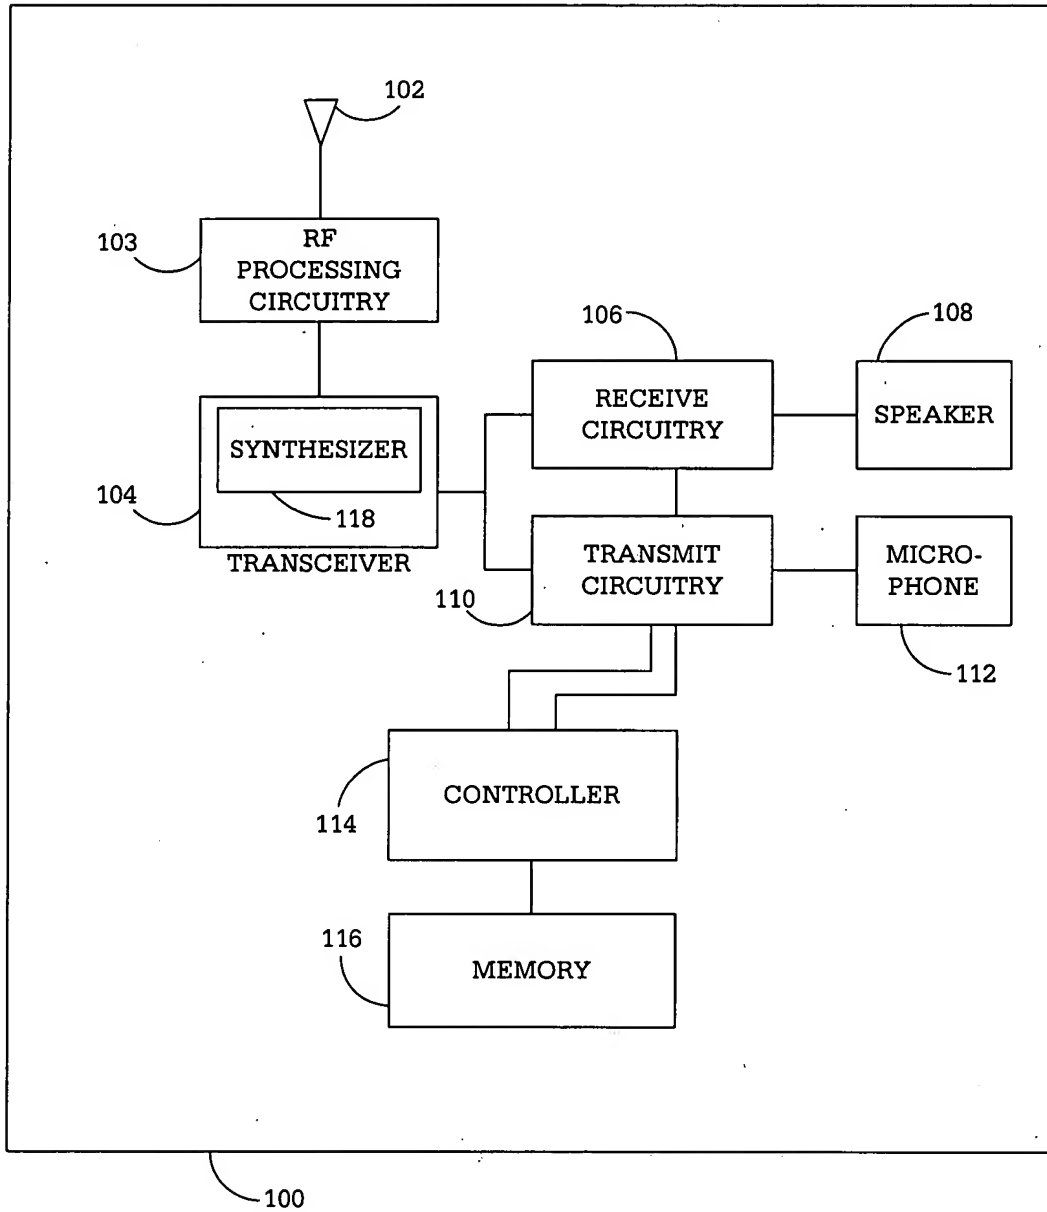 102
103
RF
PROCESSING
CIRCUITRY
106
108
RECEIVE
CIRCUITRY
SPEAKER
SYNTHESIZER
104
118
TRANSCEIVER
TRANSMIT
CIRCUITRY
MICRO-
PHONE
110
112
CONTROLLER
114
116
MEMORY
100